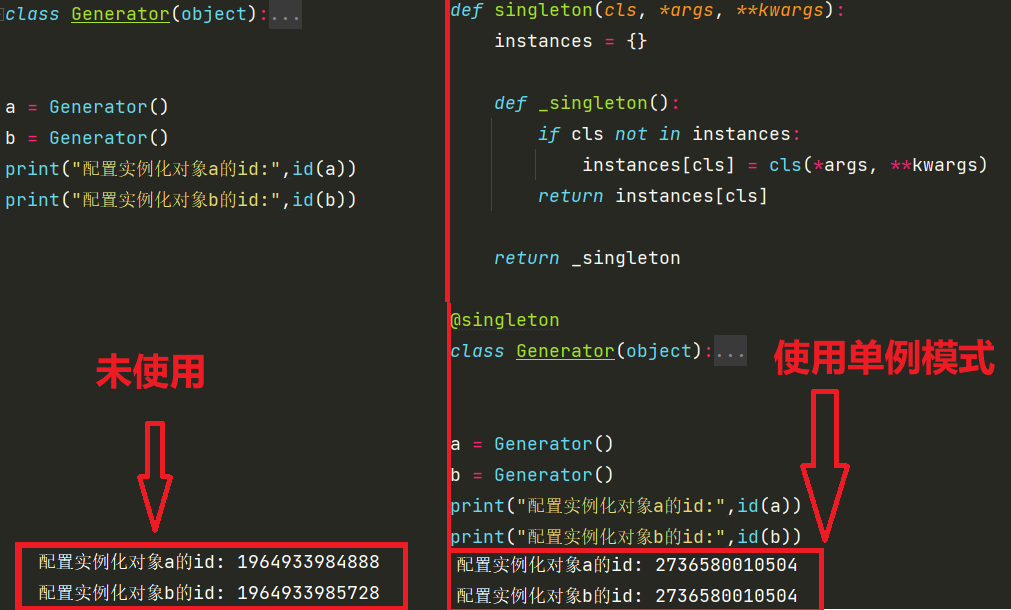 class Generator(object):...
a = Generator()
b = Generator()
print("配置实例化对象a的id:",id(a))
print("配置实例化对象b的id:",id(b))
未使用
配置实例化对象a的id: 1964933984888
配置实例化对象b的id: 1964933985728
def singleton(cls, *args, **kwargs):
instances = {}
def _singleton():
if cls not in instances:
instances[cls] = cls(*args, **kwargs)
return instances[cls]
return _singleton
@singleton
class Generator(object):...
使用单例模式
a = Generator()
b = Generator()
print("配置实例化对象a的id:",id(a))
print("配置实例化对象b的id:",id(b))
配置实例化对象a的id: 2736580010504
配置实例化对象b的id: 2736580010504